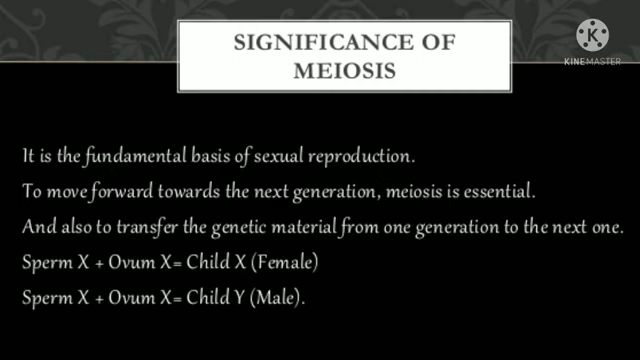 SIGNIFICANCE OF
MEIOSIS
K
KINEMASTER
It is the fundamental basis of sexual reproduction.
To move forward towards the next generation, meiosis is essential.
And also to transfer the genetic material from one generation to the next one.
Sperm X + Ovum X= Child X (Female)
Sperm X + Ovum X= Child Y (Male).